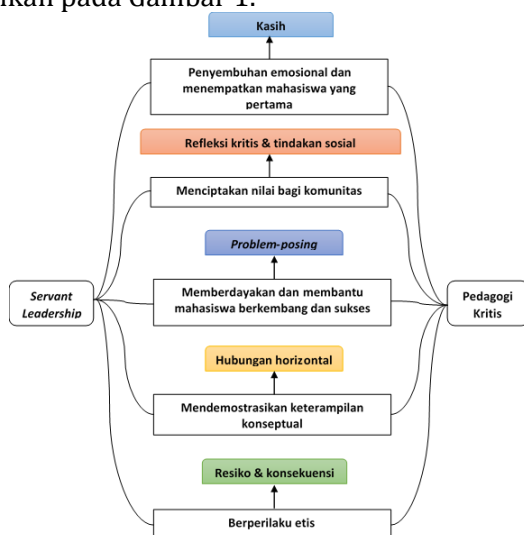 ikan pada Gambar 1.
Kasih
Penyembuhan emosional dan
menempatkan mahasiswa yang
pertama
Refleksi kritis & tindakan sosial
Menciptakan nilai bagi komunitas
Problem-posing
Servant
Leadership
Memberdayakan dan membantu
mahasiswa berkembang dan sukses
Pedagogi
Kritis
Hubungan horizontal
Mendemostrasikan keterampilan
konseptual
Resiko & konsekuensi
Berperilaku etis